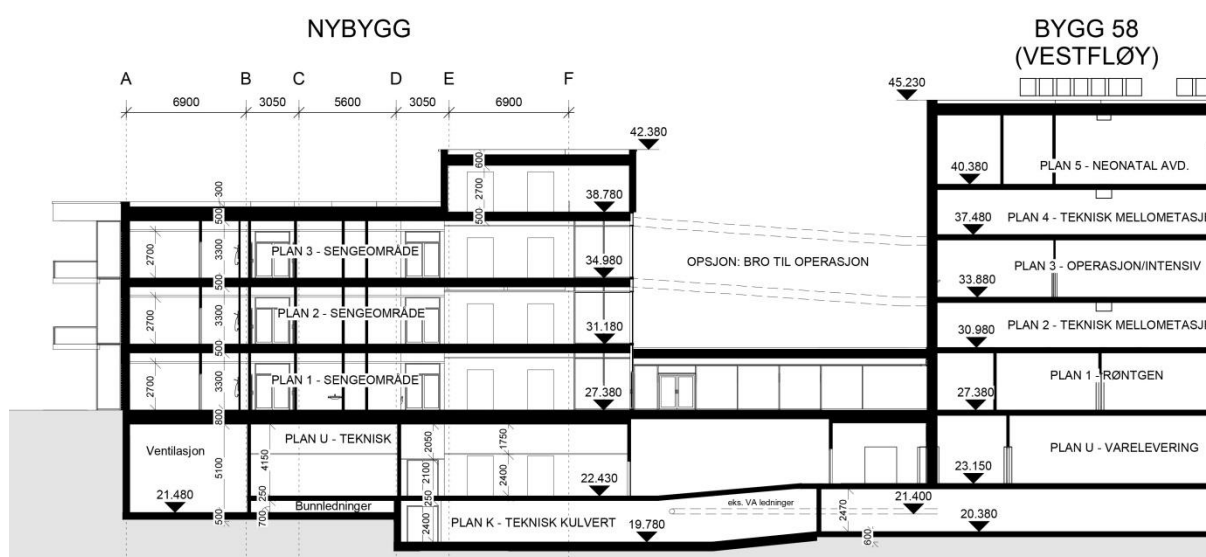 NYBYGG
BYGG 58
(VESTFLØY)
A B C D E F
6900 3050 5600 3050 6900
45.230
42.380
600
2700
500
38.780
40.380
PLAN 5 - NEONATAL AVD.
300
500
37.480
PLAN 4 - TEKNISK MELLOMETASJE
2700
3300
PLAN 3 - SENGEOMRÅDE
34.980
OPSJON: BRO TIL OPERASJON
PLAN 3 - OPERASJON/INTENSIV
33.880
500
2700
3300
PLAN 2 - SENGEOMRÅDE
31.180
30.980
PLAN 2 - TEKNISK MELLOMETASJE
500
2700
3300
PLAN 1 - SENGEOMRÅDE
27.380
27.380
PLAN 1 - RØNTGEN
800
Ventilasjon
5100
PLAN U - TEKNISK
4150
2050
1750
PLAN U - VARELEVERING
2100
2400
23.150
21.480
250
250
22.430
eks. VA ledninger
21.400
500
700
Bunnledninger
2400
PLAN K - TEKNISK KULVERT
19.780
2470
20.380
600